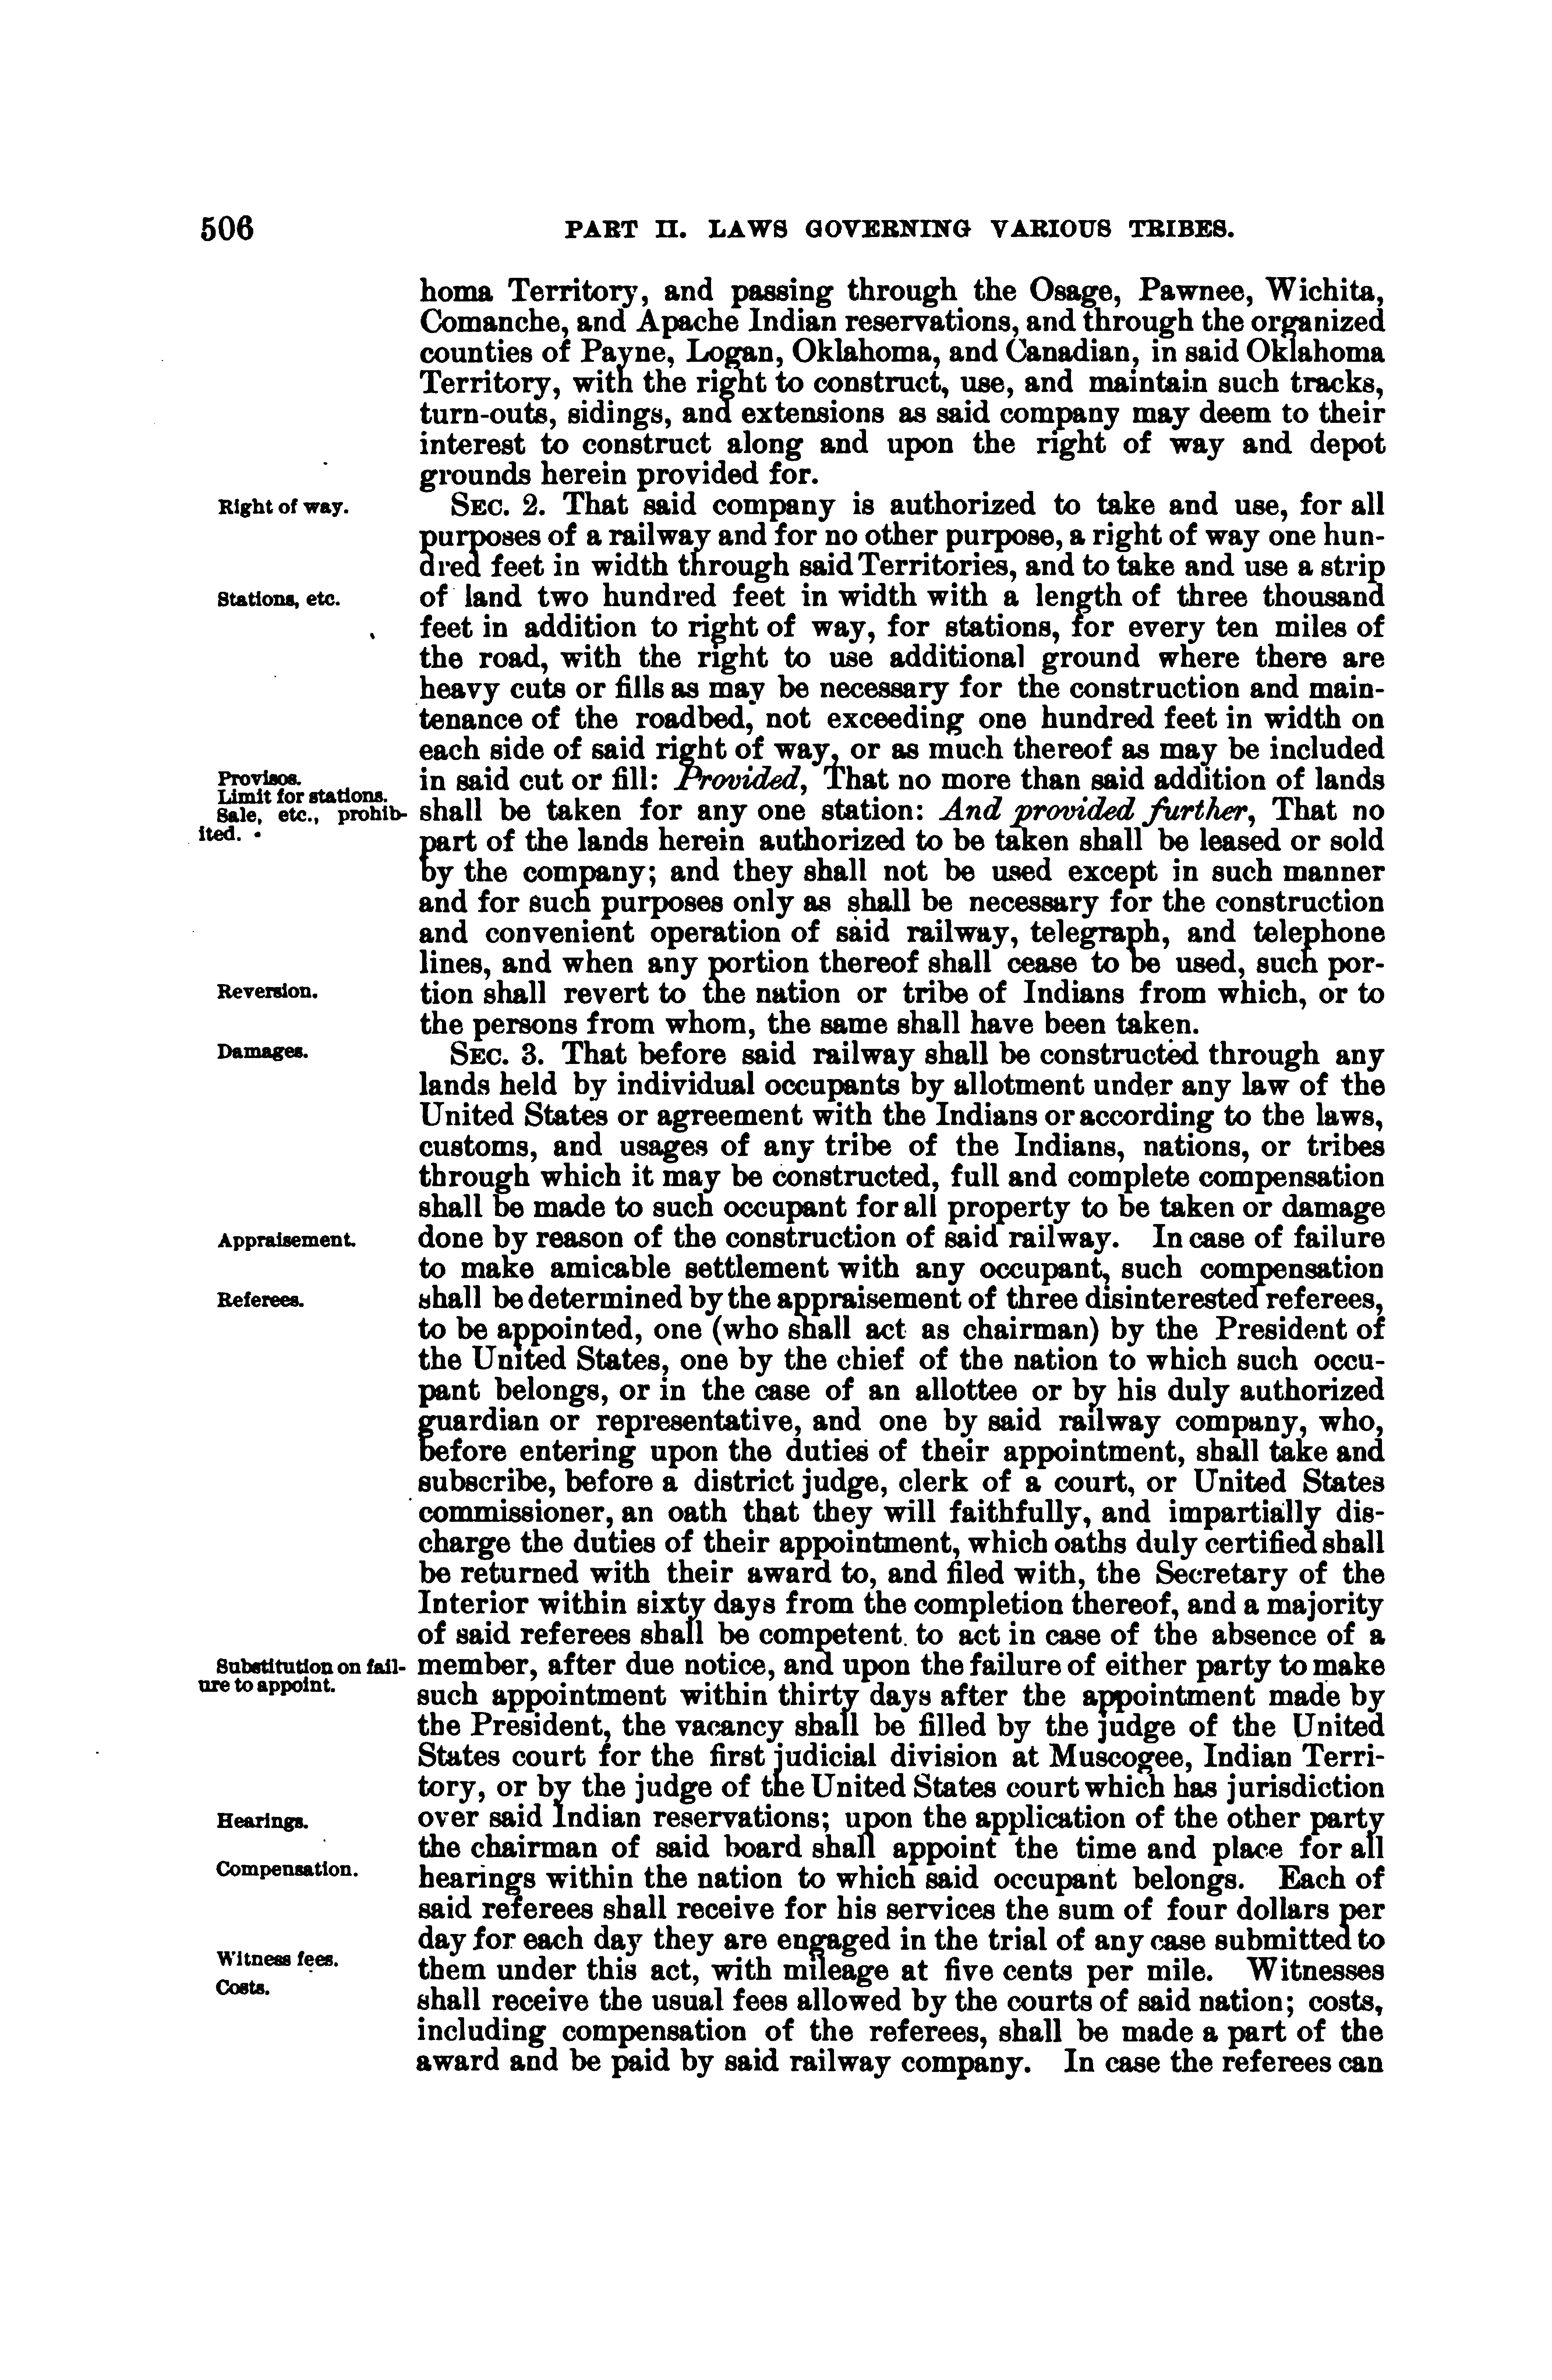 506 PART II. LAWS GOVERNING VARIOUS TRIBES.
homa Territory, and passing through the Osage, Pawnee, Wichita,
Comanche, and Apache Indian reservations, and through the organized
counties of Payne, Logan, Oklahoma, and Canadian, in said Oklahoma
Territory, with the right to construct, use, and maintain such tracks,
turn-outs, sidings, and extensions as said company may deem to their
interest to construct along and upon the right of way and depot
grounds herein provided for.
Right of way.
SEC. 2. That said company is authorized to take and use, for all
purposes of a railway and for no other purpose, a right of way one hun-
dred feet in width through said Territories, and to take and use a strip
Stations, etc.
of land two hundred feet in width with a length of three thousand
feet in addition to right of way, for stations, for every ten miles of
the road, with the right to use additional ground where there are
heavy cuts or fills as may be necessary for the construction and main-
tenance of the roadbed, not exceeding one hundred feet in width on
each side of said right of way, or as much thereof as may be included
Provisos.
in said cut or fill: Provided, That no more than said addition of lands
Limit for stations.
Sale, etc., prohib-
ited.
shall be taken for any one station: And provided further, That no
part of the lands herein authorized to be taken shall be leased or sold
by the company; and they shall not be used except in such manner
and for such purposes only as shall be necessary for the construction
and convenient operation of said railway, telegraph, and telephone
lines, and when any portion thereof shall cease to be used, such por-
Reversion.
tion shall revert to the nation or tribe of Indians from which, or to
the persons from whom, the same shall have been taken.
Damages.
SEC. 3. That before said railway shall be constructed through any
lands held by individual occupants by allotment under any law of the
United States or agreement with the Indians or according to the laws,
customs, and usages of any tribe of the Indians, nations, or tribes
through which it may be constructed, full and complete compensation
shall be made to such occupant for all property to be taken or damage
Appraisement.
done by reason of the construction of said railway. In case of failure
to make amicable settlement with any occupant, such compensation
Referees.
shall be determined by the appraisement of three disinterested referees,
to be appointed, one (who shall act as chairman) by the President of
the United States, one by the chief of the nation to which such occu-
pant belongs, or in the case of an allottee or by his duly authorized
guardian or representative, and one by said railway company, who,
before entering upon the duties of their appointment, shall take and
subscribe, before a district judge, clerk of a court, or United States
commissioner, an oath that they will faithfully, and impartially dis-
charge the duties of their appointment, which oaths duly certified shall
be returned with their award to, and filed with, the Secretary of the
Interior within sixty days from the completion thereof, and a majority
of said referees shall be competent. to act in case of the absence of a
Substitution on fail-
ure to appoint.
member, after due notice, and upon the failure of either party to make
such appointment within thirty days after the appointment made by
the President, the vacancy shall be filled by the judge of the United
States court for the first judicial division at Muscogee, Indian Terri-
tory, or by the judge of the United States court which has jurisdiction
Hearings.
over said Indian reservations; upon the application of the other party
the chairman of said board shall appoint the time and place for all
Compensation.
hearings within the nation to which said occupant belongs. Each of
said referees shall receive for his services the sum of four dollars per
day for each day they are engaged in the trial of any case submitted to
Witness fees.
them under this act, with mileage at five cents per mile. Witnesses
Costs.
shall receive the usual fees allowed by the courts of said nation; costs,
including compensation of the referees, shall be made a part of the
award and be paid by said railway company. In case the referees can